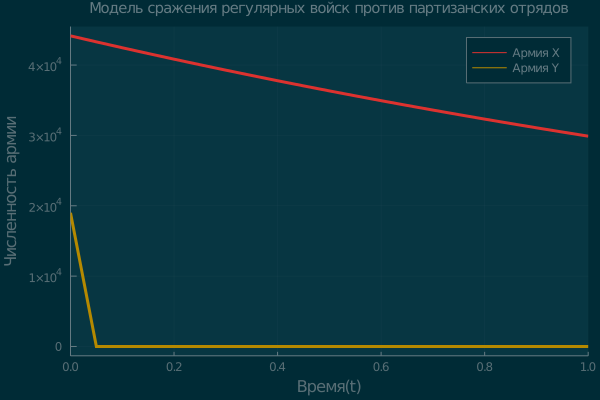 Модель сражения регулярных войск против партизанских отрядов
Армия X
Армия Y
Численность армии
4×10⁴
3×10⁴
2×10⁴
1×10⁴
0
0.0 0.2 0.4 0.6 0.8 1.0
Время(t)